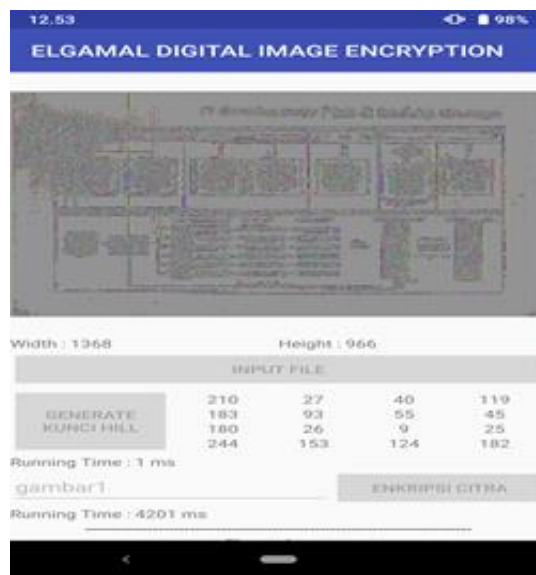 12.53 98%
ELGAMAL DIGITAL IMAGE ENCRYPTION
Width : 1368 Height : 966
INPUT FILE
GENERATE KUNCI HILL
210 27 40 119
183 93 55 45
180 26 9 25
244 153 124 182
Running Time : 1 ms
gambar1 ENKRIPSI CITRA
Running Time : 4201 ms